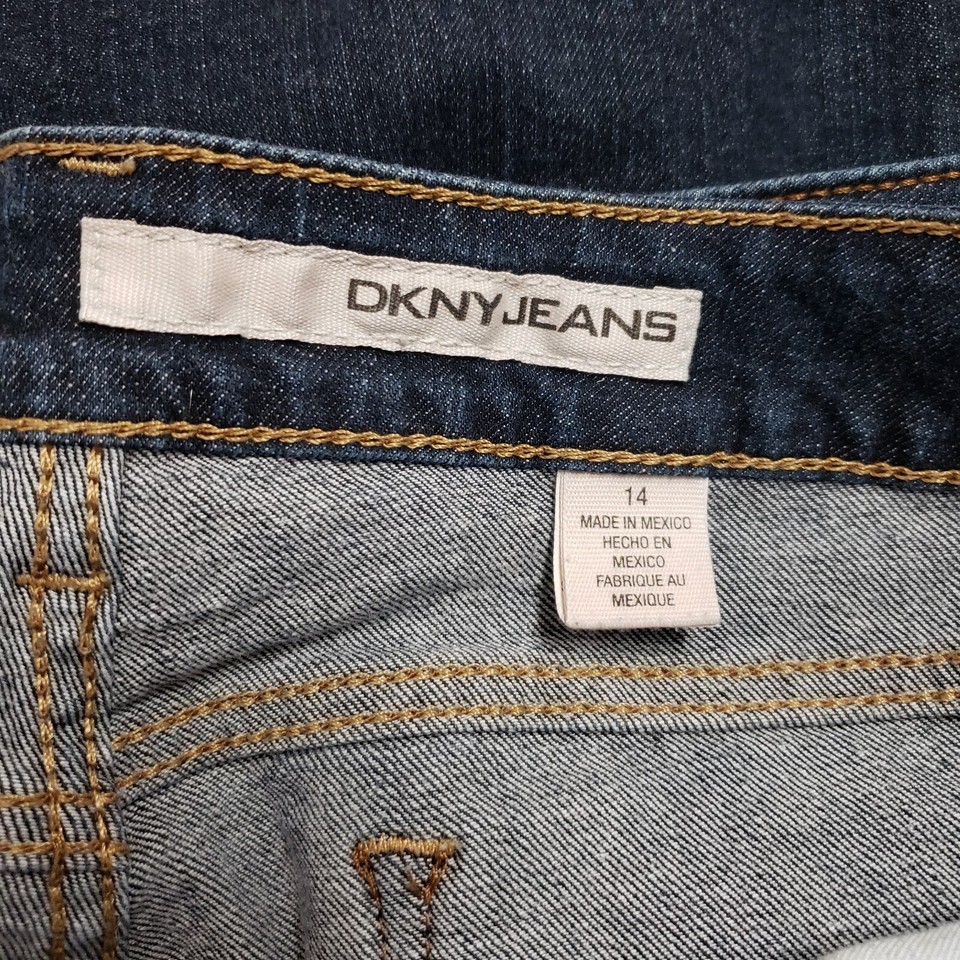 DKNYJEANS
14
MADE IN MEXICO
HECHO EN
MEXICO
FABRIQUE AU
MEXIQUE